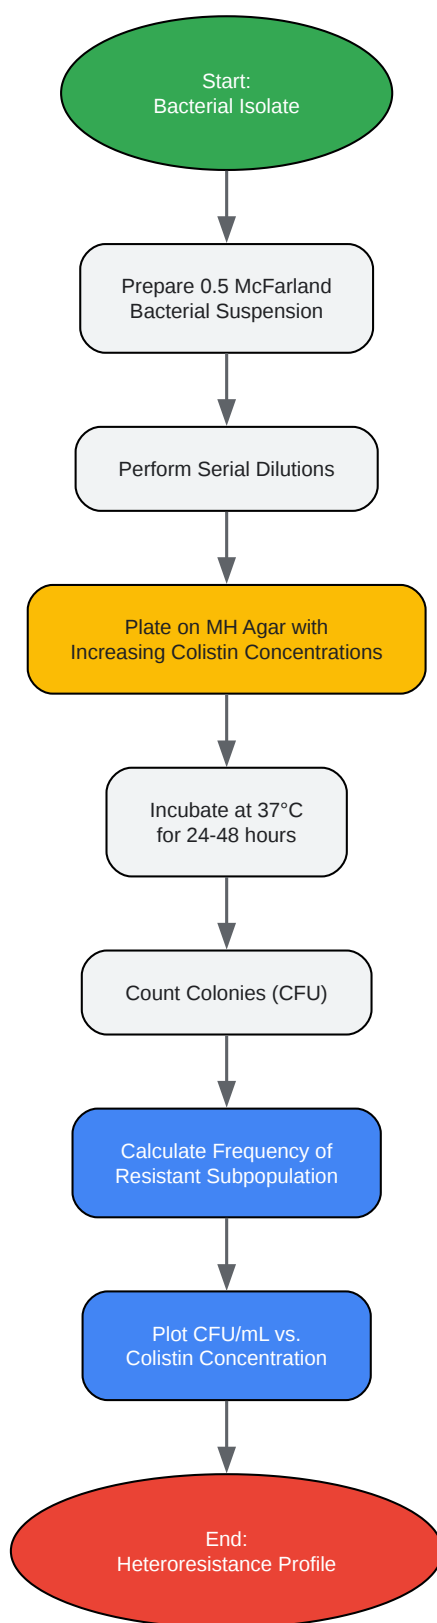 Start:
Bacterial Isolate
Prepare 0.5 McFarland
Bacterial Suspension
Perform Serial Dilutions
Plate on MH Agar with
Increasing Colistin Concentrations
Incubate at 37°C
for 24-48 hours
Count Colonies (CFU)
Calculate Frequency of
Resistant Subpopulation
Plot CFU/mL vs.
Colistin Concentration
End:
Heteroresistance Profile